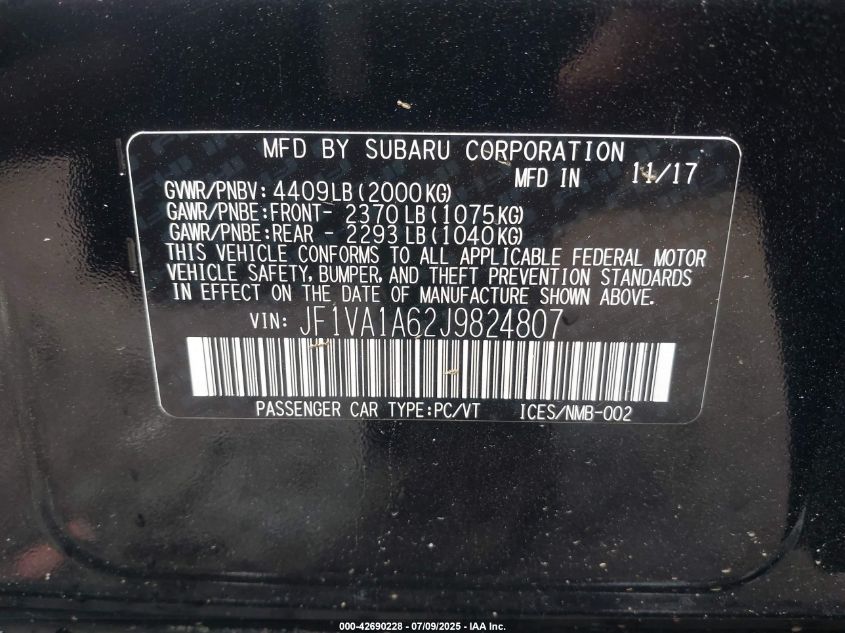 MFD BY SUBARU CORPORATION
MFD IN 11/17
GVWR/PNBV: 4409LB(2000KG)
GAWR/PNBE:FRONT- 2370LB(1075KG)
GAWR/PNBE:REAR - 2293LB(1040KG)
THIS VEHICLE CONFORMS TO ALL APPLICABLE FEDERAL MOTOR
VEHICLE SAFETY, BUMPER, AND THEFT PREVENTION STANDARDS
IN EFFECT ON THE DATE OF MANUFACTURE SHOWN ABOVE.
VIN: JF1VA1A62J9824807
PASSENGER CAR TYPE:PC/VT ICES/NMB-002
000-42690228 - 07/09/2025 - IAA Inc.